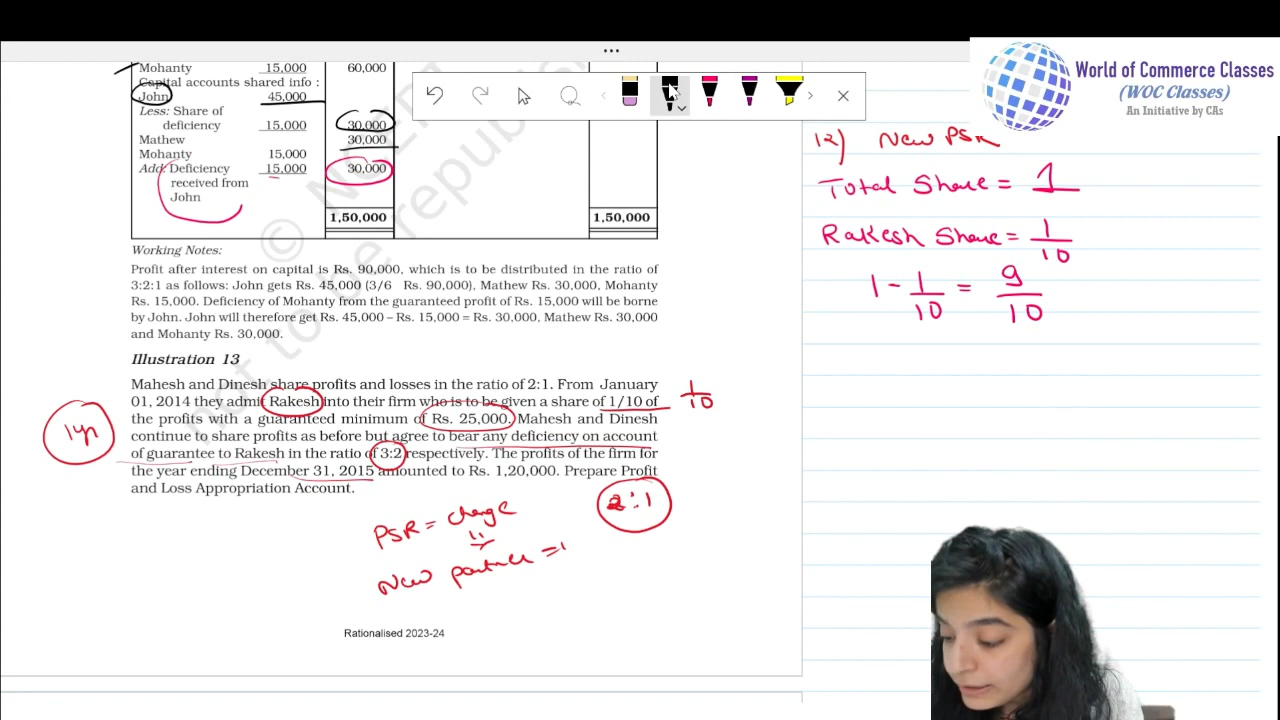 Mohanty 15,000 60,000
Capital accounts shared info :
John 45,000
Less: Share of
deficiency 15,000 30,000
Mathew 30,000
Mohanty 15,000
Add: Deficiency 15,000 30,000
received from
John
1,50,000 1,50,000
Working Notes:
Profit after interest on capital is Rs. 90,000, which is to be distributed in the ratio of
3:2:1 as follows: John gets Rs. 45,000 (3/6 Rs. 90,000), Mathew Rs. 30,000, Mohanty
Rs. 15,000. Deficiency of Mohanty from the guaranteed profit of Rs. 15,000 will be borne
by John. John will therefore get Rs. 45,000 – Rs. 15,000 = Rs. 30,000, Mathew Rs. 30,000
and Mohanty Rs. 30,000.
Illustration 13
Mahesh and Dinesh share profits and losses in the ratio of 2:1. From January
01, 2014 they admit Rakesh into their firm who is to be given a share of 1/10 of
the profits with a guaranteed minimum of Rs. 25,000. Mahesh and Dinesh
continue to share profits as before but agree to bear any deficiency on account
of guarantee to Rakesh in the ratio of 3:2 respectively. The profits of the firm for
the year ending December 31, 2015 amounted to Rs. 1,20,000. Prepare Profit
and Loss Appropriation Account.
1/10
1yr
2:1
PSR = change
New partner =
Rationalised 2023-24
© N
not to be republ
World of Commerce Classes
(WOC Classes)
An Initiative by CAs
12) New PSR
Total Share = 1
Rakesh Share = 1/10
1 - 1/10 = 9/10